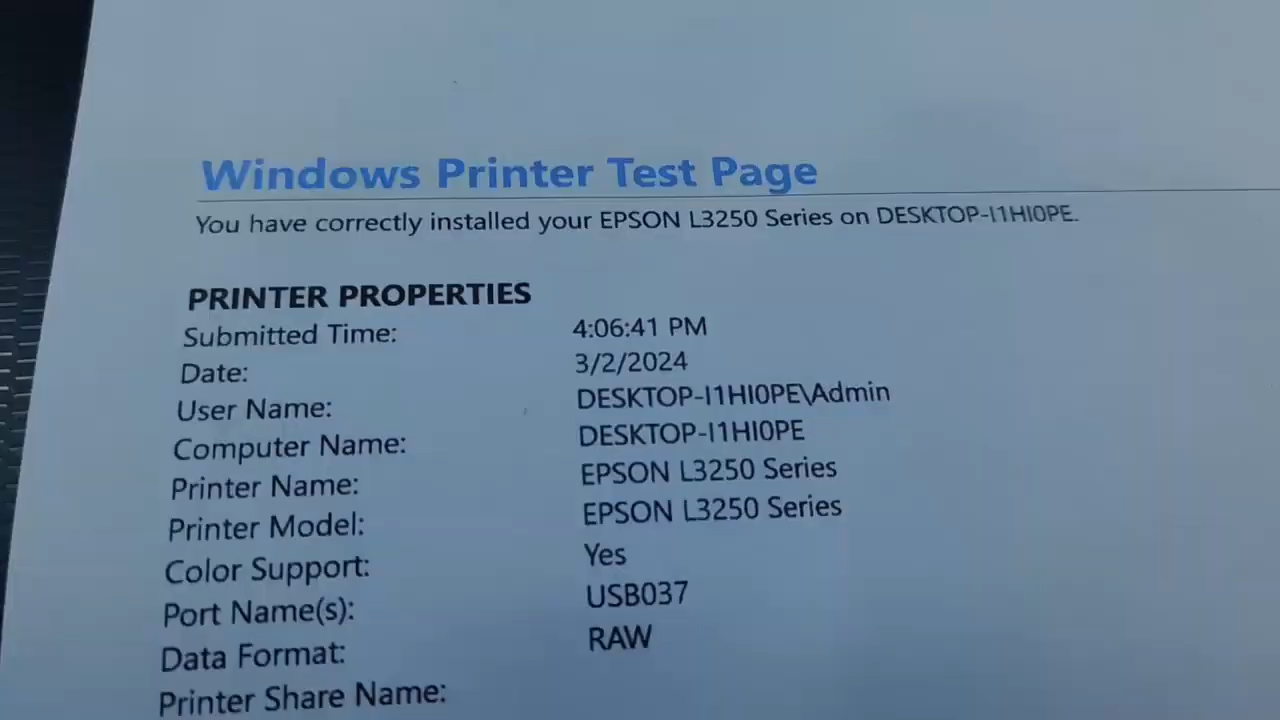 Windows Printer Test Page
You have correctly installed your EPSON L3250 Series on DESKTOP-I1HI0PE.
PRINTER PROPERTIES
Submitted Time: 4:06:41 PM
Date: 3/2/2024
User Name: DESKTOP-I1HI0PE\Admin
Computer Name: DESKTOP-I1HI0PE
Printer Name: EPSON L3250 Series
Printer Model: EPSON L3250 Series
Color Support: Yes
Port Name(s): USB037
Data Format: RAW
Printer Share Name: